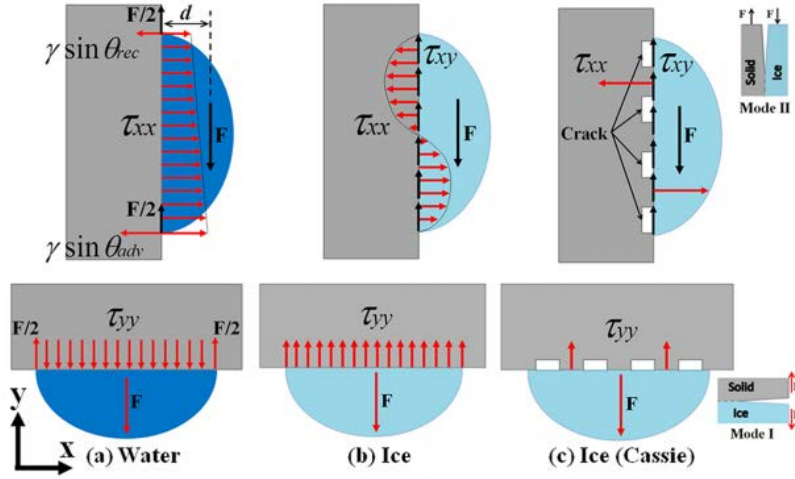 F/2
d
γ sin θrec
τxx
F
F/2
γ sin θadv
τxy
τxx
F
τxx
τxy
Crack
F
F
F
Solid
Ice
Mode II
F/2
τyy
F/2
F
τyy
F
τyy
F
Solid
Ice
Mode I
y
x
(a) Water
(b) Ice
(c) Ice (Cassie)